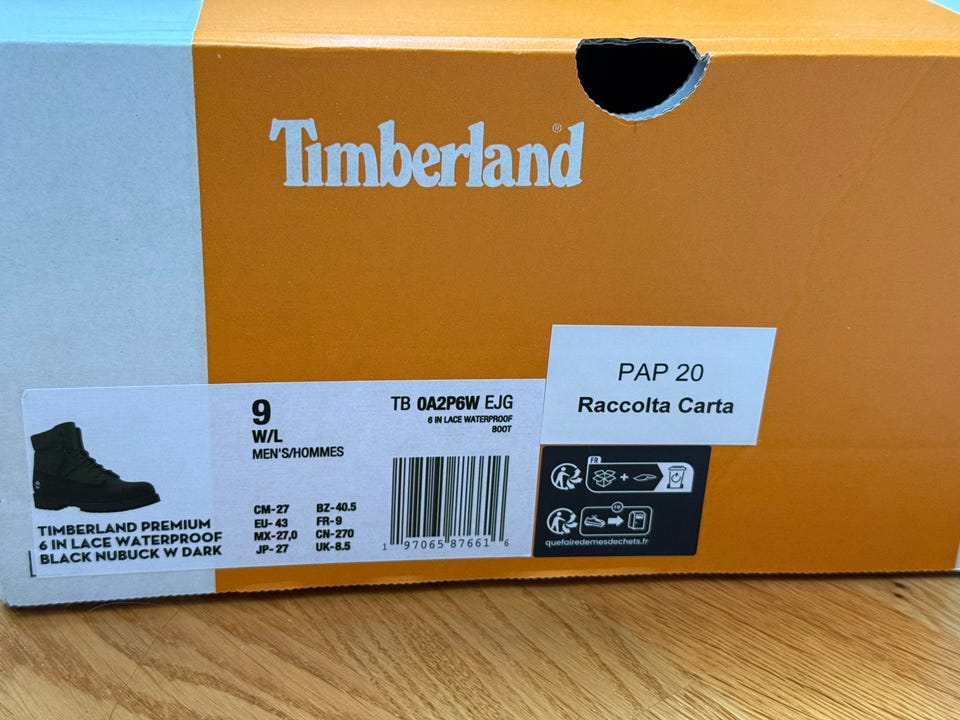 Timberland®
PAP 20
Raccolta Carta
9
W/L
MEN'S/HOMMES
TB 0A2P6W EJG
6 IN LACE WATERPROOF
BOOT
CM-27 BZ-40.5
EU- 43 FR-9
MX-27,0 CN-270
JP-27 UK-8.5
1 97065 87661 6
TIMBERLAND PREMIUM
6 IN LACE WATERPROOF
BLACK NUBUCK W DARK
FR
FR
quefairedemesdechets.fr